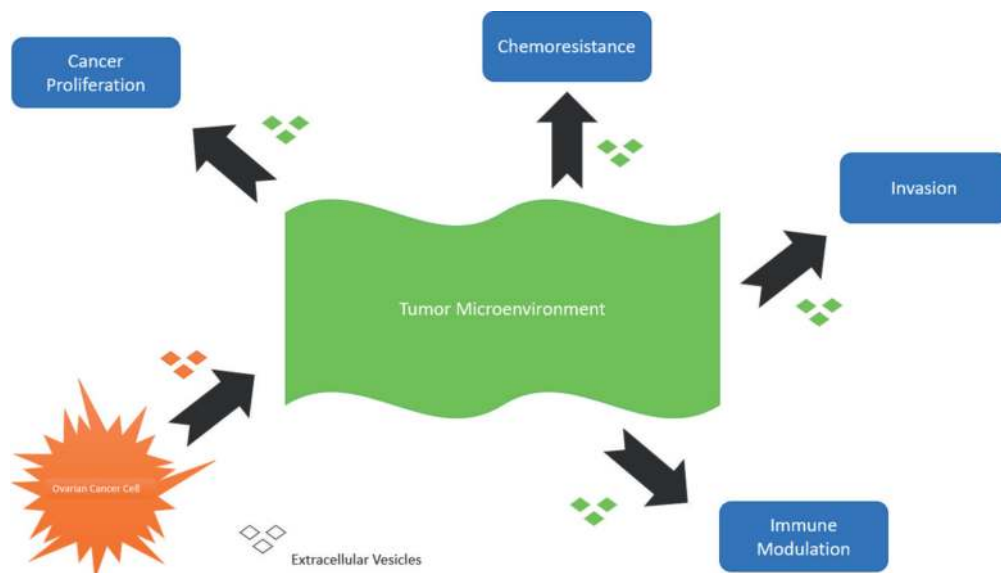 Chemoresistance
Cancer
Proliferation
Invasion
Tumor Microenvironment
Ovarian Cancer Cell
Extracellular Vesicles
Immune
Modulation